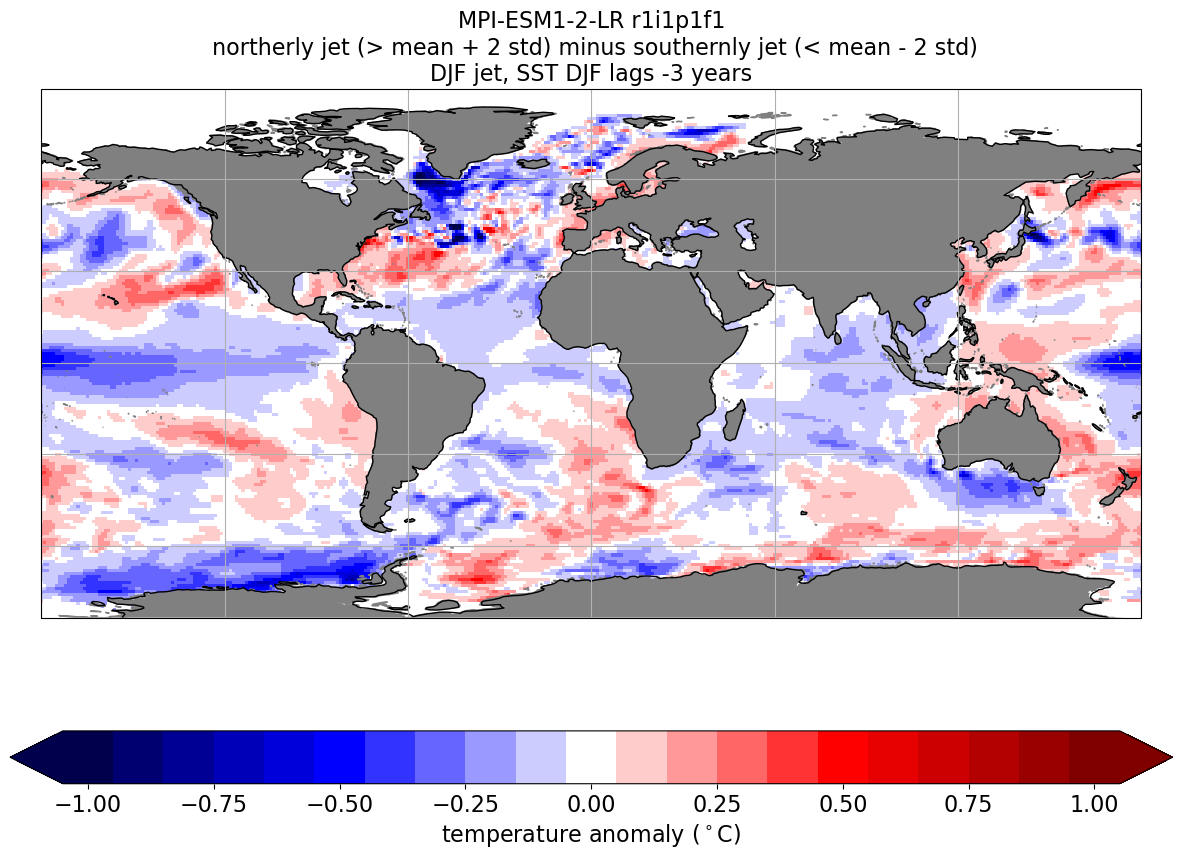 MPI-ESM1-2-LR r1i1p1f1
northerly jet (> mean + 2 std) minus southernly jet (< mean - 2 std)
DJF jet, SST DJF lags -3 years
−1.00 −0.75 −0.50 −0.25 0.00 0.25 0.50 0.75 1.00
temperature anomaly (°C)